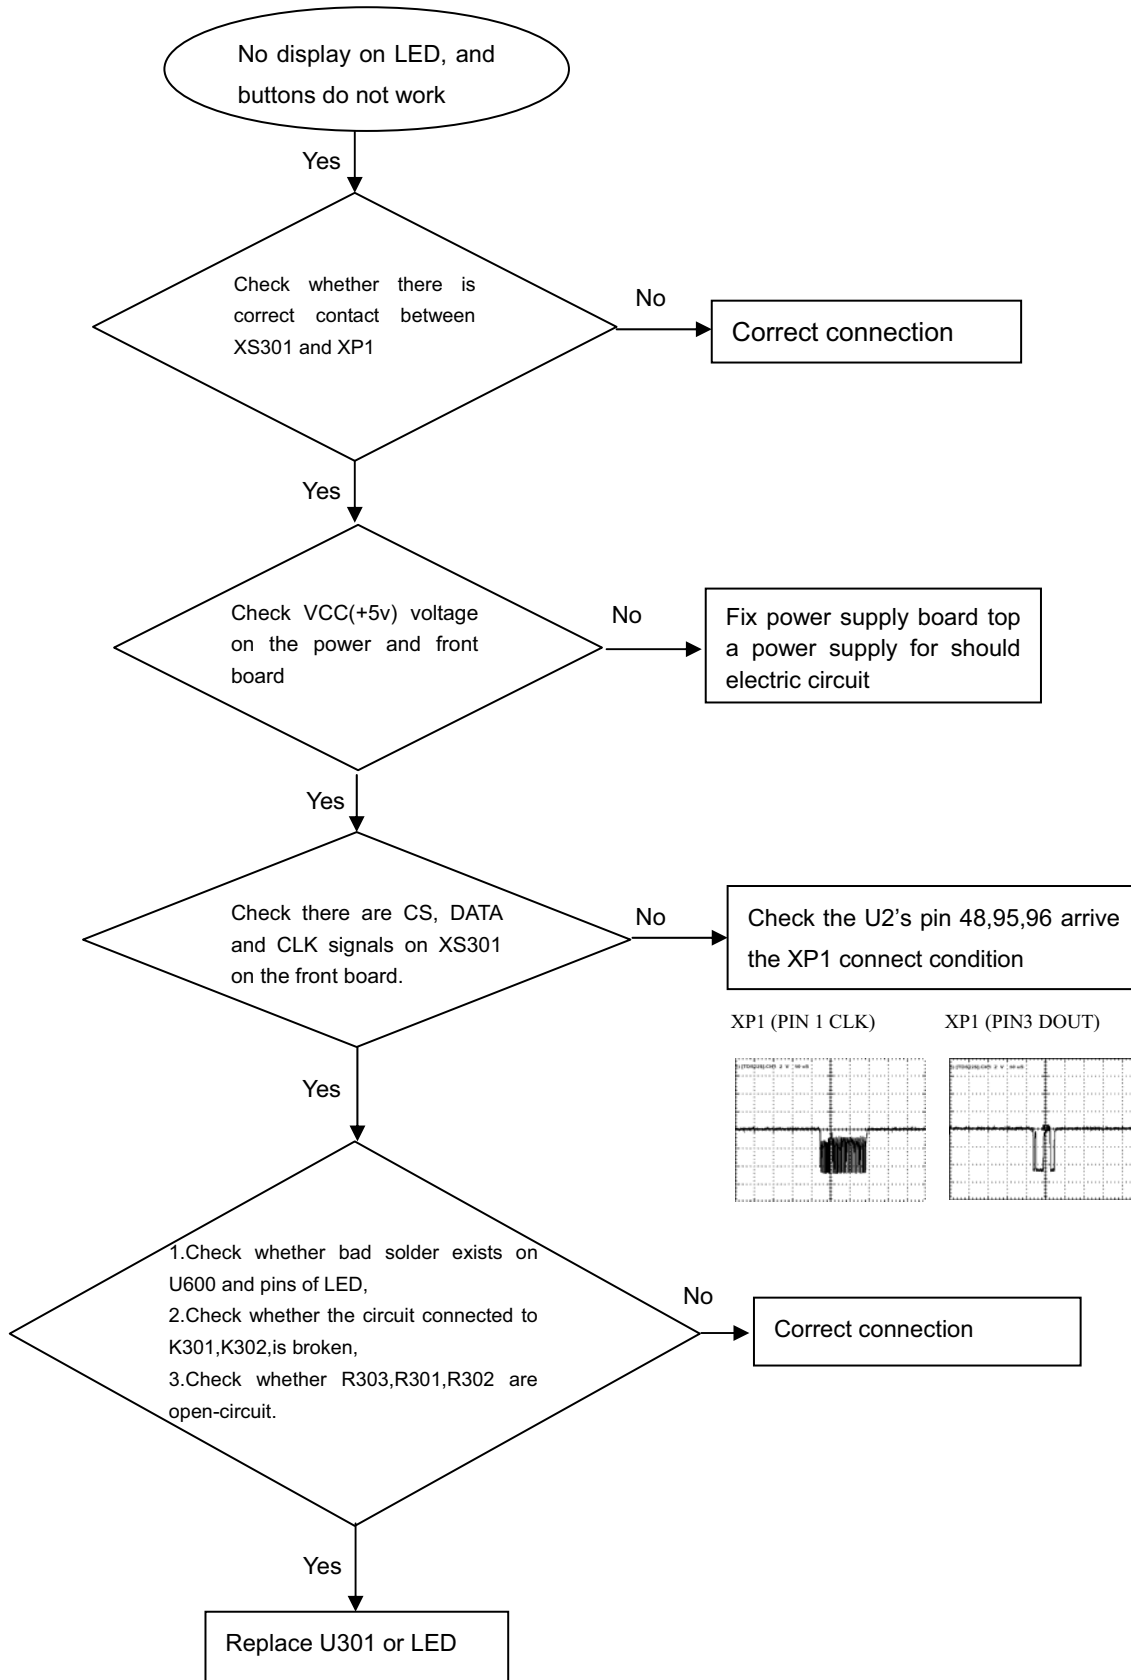 No display on LED, and
buttons do not work
Yes
Check whether there is
correct contact between
XS301 and XP1
No
Correct connection
Yes
Check VCC(+5v) voltage
on the power and front
board
No
Fix power supply board top
a power supply for should
electric circuit
Yes
Check there are CS, DATA
and CLK signals on XS301
on the front board.
No
Check the U2's pin 48,95,96 arrive
the XP1 connect condition
XP1 (PIN 1 CLK)
XP1 (PIN3 DOUT)
Yes
1.Check whether bad solder exists on
U600 and pins of LED,
2.Check whether the circuit connected to
K301,K302,is broken,
3.Check whether R303,R301,R302 are
open-circuit.
No
Correct connection
Yes
Replace U301 or LED